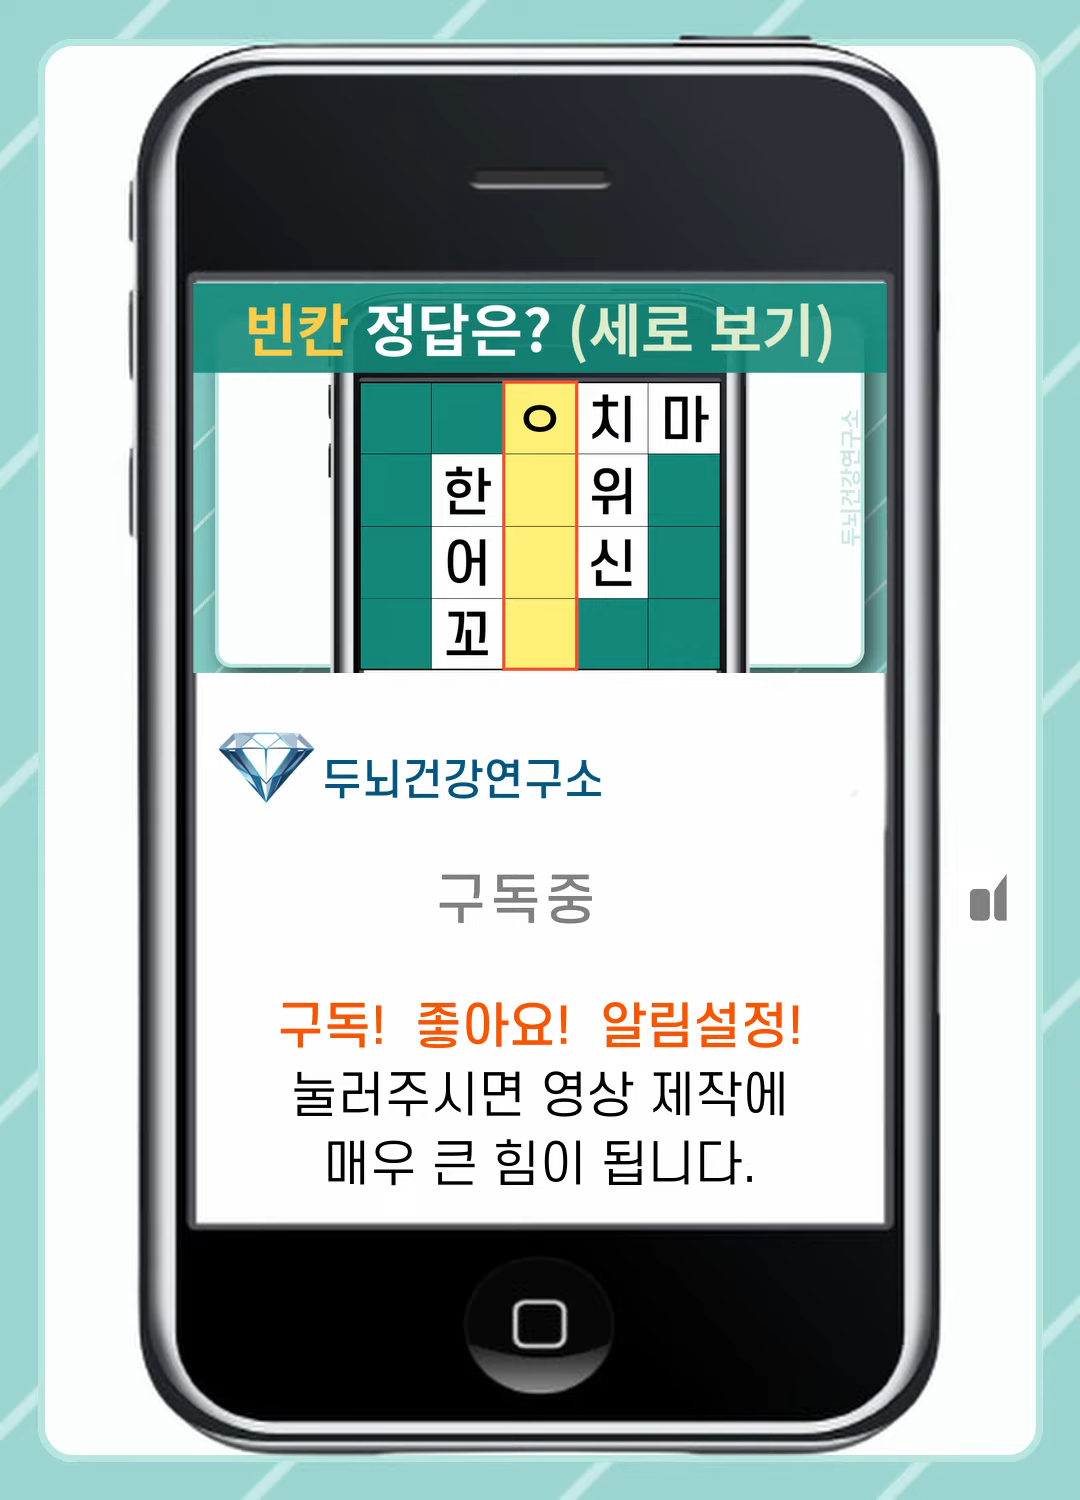 빈칸 정답은? (세로 보기)
ㅇ 치 마
한 위
어 신
꼬
두뇌건강연구소
두뇌건강연구소
구독중
구독! 좋아요! 알림설정!
눌러주시면 영상 제작에
매우 큰 힘이 됩니다.